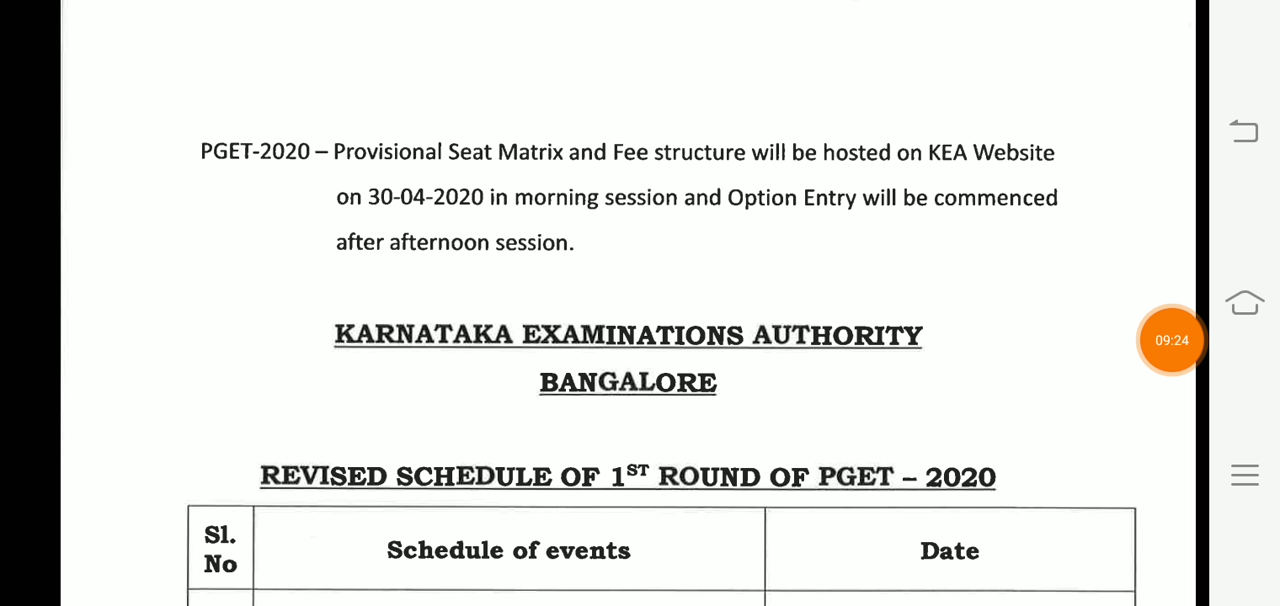 PGET-2020 – Provisional Seat Matrix and Fee structure will be hosted on KEA Website
on 30-04-2020 in morning session and Option Entry will be commenced
after afternoon session.
KARNATAKA EXAMINATIONS AUTHORITY
BANGALORE
09:24
REVISED SCHEDULE OF 1ST ROUND OF PGET – 2020
Sl.
No
Schedule of events
Date